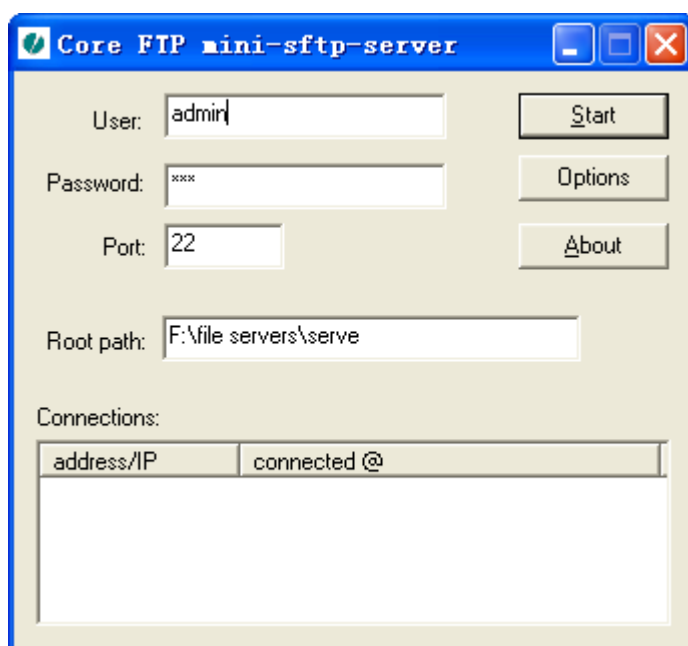 Core FTP mini-sftp-server
User: admin Start
Password: *** Options
Port: 22 About
Root path: F:\file servers\serve
Connections:
address/IP connected @